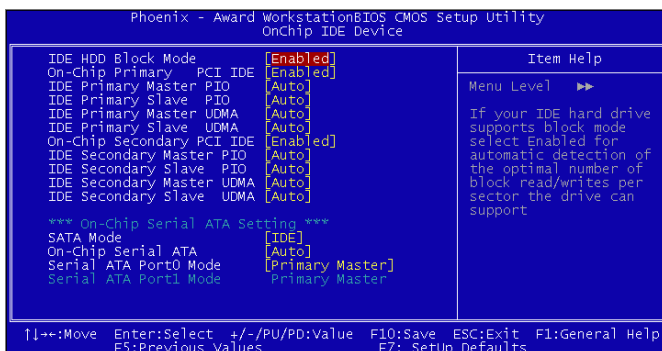 Phoenix - Award WorkstationBIOS CMOS Setup Utility
OnChip IDE Device
IDE HDD Block Mode [Enabled]
On-Chip Primary PCI IDE [Enabled]
IDE Primary Master PIO [Auto]
IDE Primary Slave PIO [Auto]
IDE Primary Master UDMA [Auto]
IDE Primary Slave UDMA [Auto]
On-Chip Secondary PCI IDE [Enabled]
IDE Secondary Master PIO [Auto]
IDE Secondary Slave PIO [Auto]
IDE Secondary Master UDMA [Auto]
IDE Secondary Slave UDMA [Auto]
*** On-Chip Serial ATA Setting ***
SATA Mode [IDE]
On-Chip Serial ATA [Auto]
Serial ATA Port0 Mode [Primary Master]
Serial ATA Port1 Mode Primary Master
Item Help
Menu Level ▶▶
If your IDE hard drive
supports block mode
select Enabled for
automatic detection of
the optimal number of
block read/writes per
sector the drive can
support
↑↓→←:Move Enter:Select +/-/PU/PD:Value F10:Save ESC:Exit F1:General Help
F5:Previous Values F7: SetUp Defaults